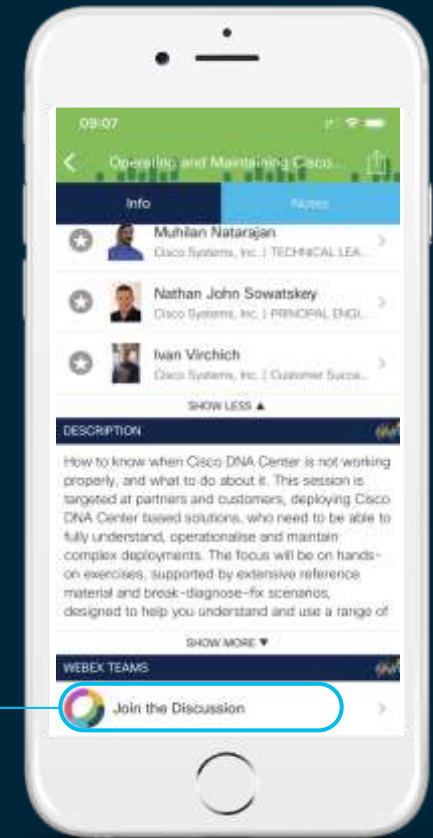 09:07
Operating and Maintaining Cisco...
Info
Notes
Muhilan Natarajan
Cisco Systems, Inc. | TECHNICAL LEA...
Nathan John Sowatskey
Cisco Systems, Inc. | PRINCIPAL ENGI...
Ivan Virchich
Cisco Systems, Inc. | Customer Succe...
SHOW LESS ▲
DESCRIPTION
How to know when Cisco DNA Center is not working
properly, and what to do about it. This session is
targeted at partners and customers, deploying Cisco
DNA Center based solutions, who need to be able to
fully understand, operationalise and maintain
complex deployments. The focus will be on hands-
on exercises, supported by extensive reference
material and break-diagnose-fix scenarios,
designed to help you understand and use a range of
SHOW MORE ▼
WEBEX TEAMS
Join the Discussion